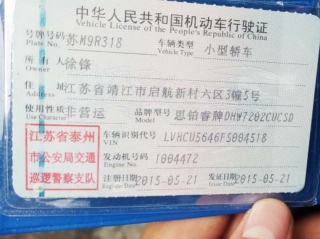 中华人民共和国机动车行驶证
Vehicle License of the People's Republic of China
号牌号码 Plate No. 苏M9R318 车辆类型 Vehicle Type 小型轿车
所有人 Owner 徐锋
住址 江苏省靖江市启航新村六区3幢5号
使用性质 非营运 品牌型号 思铂睿牌DHW7202CUCSD
车辆识别代号 VIN LVHCU5646F5004518
发动机号码 Engine No. 1004472
注册日期 Register Date 2015-05-21 发证日期 Issue Date 2015-05-21
江苏省泰州
市公安局交通
巡逻警察支队